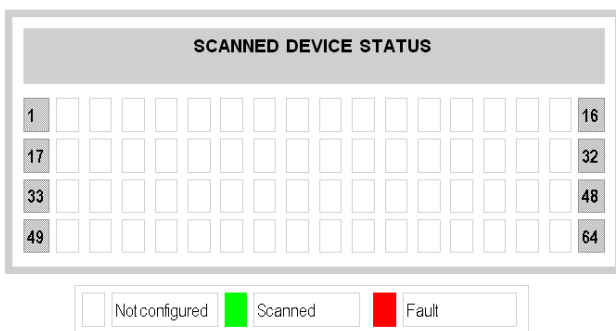 SCANNED DEVICE STATUS
1 16
17 32
33 48
49 64
Not configured Scanned Fault